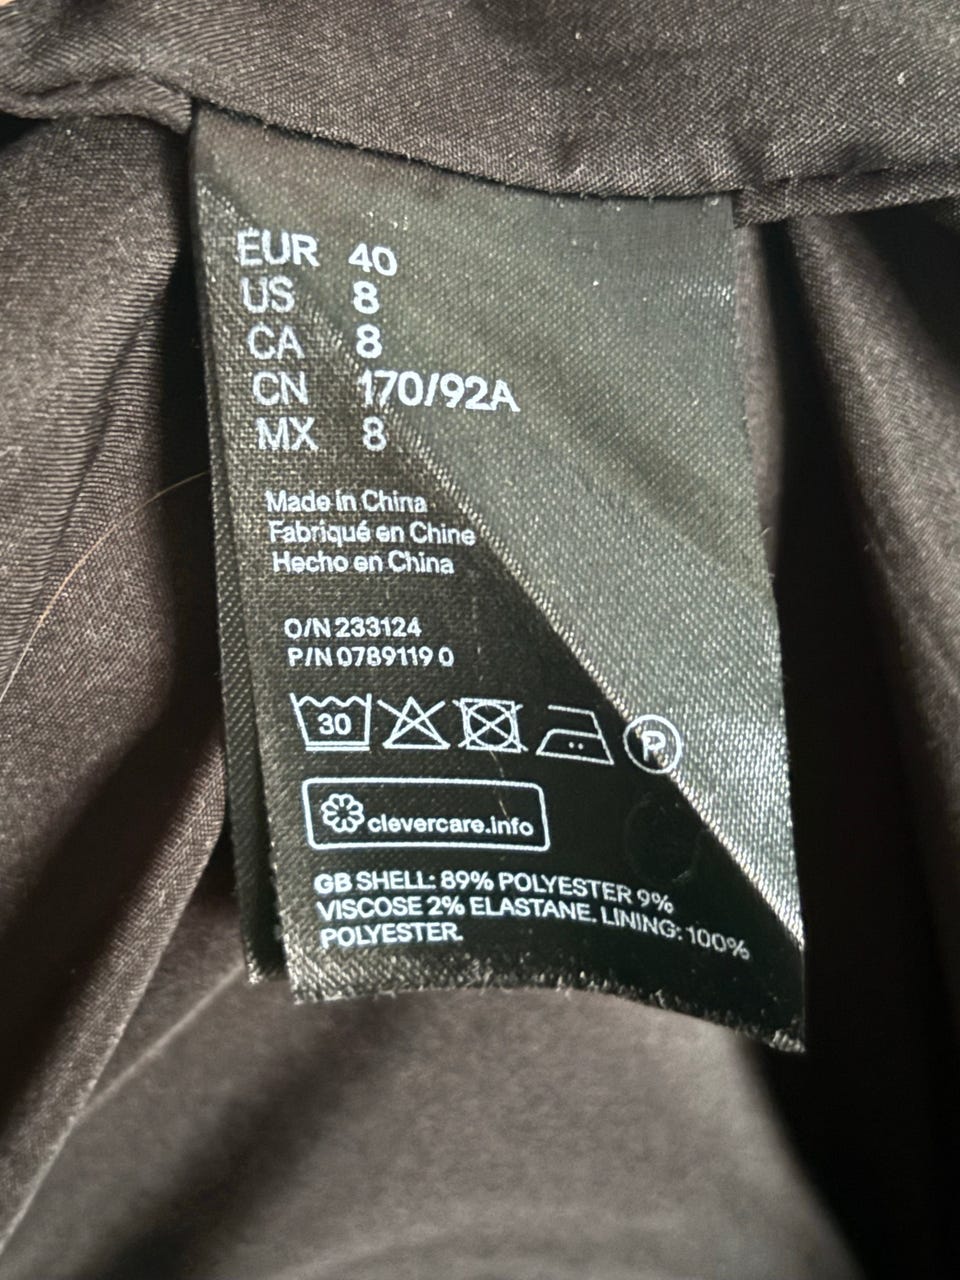 EUR 40
US 8
CA 8
CN 170/92A
MX 8
Made in China
Fabriqué en Chine
Hecho en China
O/N 233124
P/N 0789119 0
30
P
clevercare.info
GB SHELL: 89% POLYESTER 9%
VISCOSE 2% ELASTANE. LINING: 100%
POLYESTER.